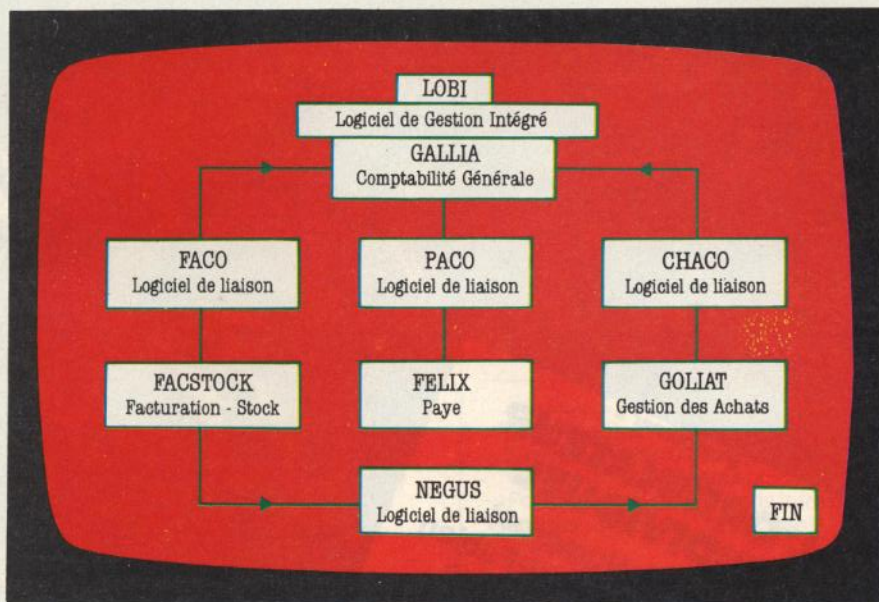 LOBI
Logiciel de Gestion Intégré
GALLIA
Comptabilité Générale
FACO
Logiciel de liaison
PACO
Logiciel de liaison
CHACO
Logiciel de liaison
FACSTOCK
Facturation - Stock
FELIX
Paye
GOLIAT
Gestion des Achats
NEGUS
Logiciel de liaison
FIN